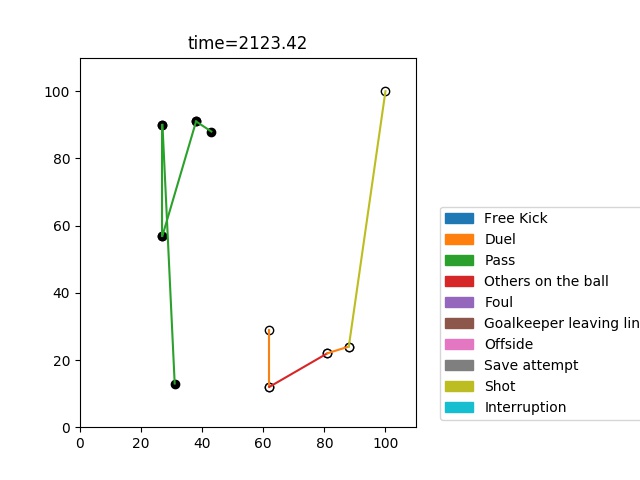 time=2123.42
100
80
60
40
20
0
0 20 40 60 80 100
Free Kick
Duel
Pass
Others on the ball
Foul
Goalkeeper leaving lin
Offside
Save attempt
Shot
Interruption